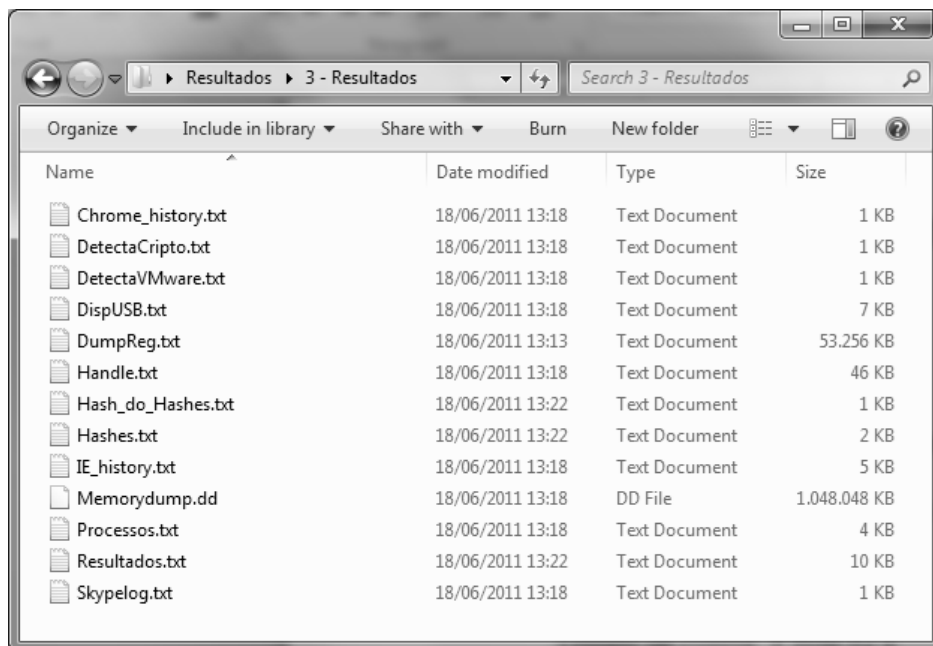 Resultados ▸ 3 - Resultados Search 3 - Resultados
Organize Include in library Share with Burn New folder
Name Date modified Type Size
Chrome_history.txt 18/06/2011 13:18 Text Document 1 KB
DetectaCripto.txt 18/06/2011 13:18 Text Document 1 KB
DetectaVMware.txt 18/06/2011 13:18 Text Document 1 KB
DispUSB.txt 18/06/2011 13:18 Text Document 7 KB
DumpReg.txt 18/06/2011 13:13 Text Document 53.256 KB
Handle.txt 18/06/2011 13:18 Text Document 46 KB
Hash_do_Hashes.txt 18/06/2011 13:22 Text Document 1 KB
Hashes.txt 18/06/2011 13:22 Text Document 2 KB
IE_history.txt 18/06/2011 13:18 Text Document 5 KB
Memorydump.dd 18/06/2011 13:18 DD File 1.048.048 KB
Processos.txt 18/06/2011 13:18 Text Document 4 KB
Resultados.txt 18/06/2011 13:22 Text Document 10 KB
Skypelog.txt 18/06/2011 13:18 Text Document 1 KB